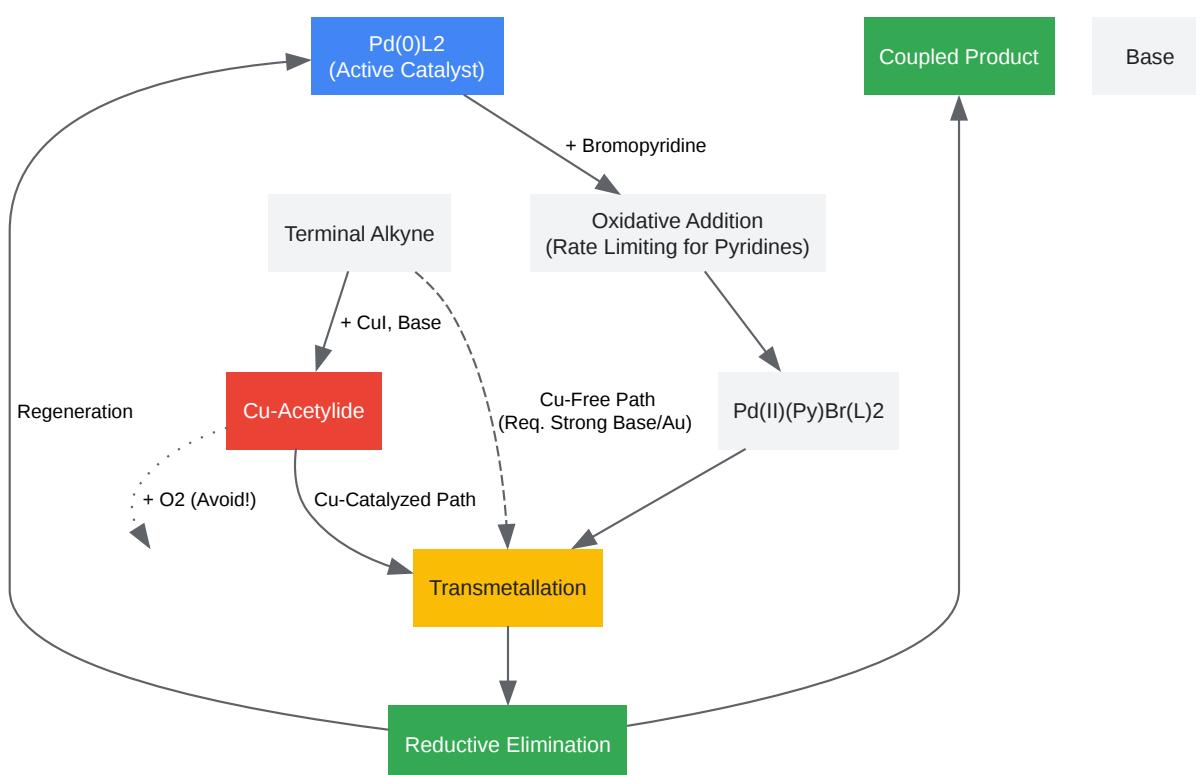 Pd(0)L2
(Active Catalyst)
Coupled Product
Base
+ Bromopyridine
Terminal Alkyne
Oxidative Addition
(Rate Limiting for Pyridines)
+ CuI, Base
Regeneration
Cu-Acetylide
Cu-Free Path
(Req. Strong Base/Au)
Pd(II)(Py)Br(L)2
+ O2 (Avoid!)
Cu-Catalyzed Path
Transmetallation
Reductive Elimination